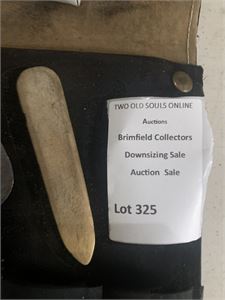 TWO OLD SOULS ONLINE
Auctions
Brimfield Collectors
Downsizing Sale
Auction Sale
Lot 325